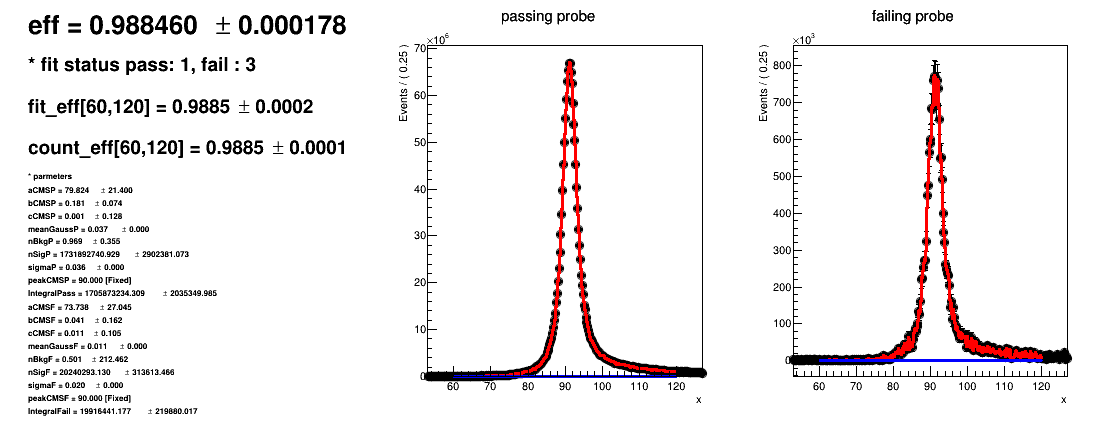 eff = 0.988460 ± 0.000178
* fit status pass: 1, fail : 3
fit_eff[60,120] = 0.9885 ± 0.0002
count_eff[60,120] = 0.9885 ± 0.0001
* parmeters
aCMSP = 79.824 ± 21.400
bCMSP = 0.181 ± 0.074
cCMSP = 0.001 ± 0.128
meanGaussP = 0.037 ± 0.000
nBkgP = 0.969 ± 0.355
nSigP = 1731892740.929 ± 2902381.073
sigmaP = 0.036 ± 0.000
peakCMSP = 90.000 [Fixed]
IntegralPass = 1705873234.309 ± 2035349.985
aCMSF = 73.738 ± 27.045
bCMSF = 0.041 ± 0.162
cCMSF = 0.011 ± 0.105
meanGaussF = 0.011 ± 0.000
nBkgF = 0.501 ± 212.462
nSigF = 20240293.130 ± 313613.466
sigmaF = 0.020 ± 0.000
peakCMSF = 90.000 [Fixed]
IntegralFail = 19916441.177 ± 219880.017
passing probe
×10⁶
Events / ( 0.25 )
70
60
50
40
30
20
10
0
60 70 80 90 100 110 120
x
failing probe
×10³
Events / ( 0.25 )
800
700
600
500
400
300
200
100
0
60 70 80 90 100 110 120
x